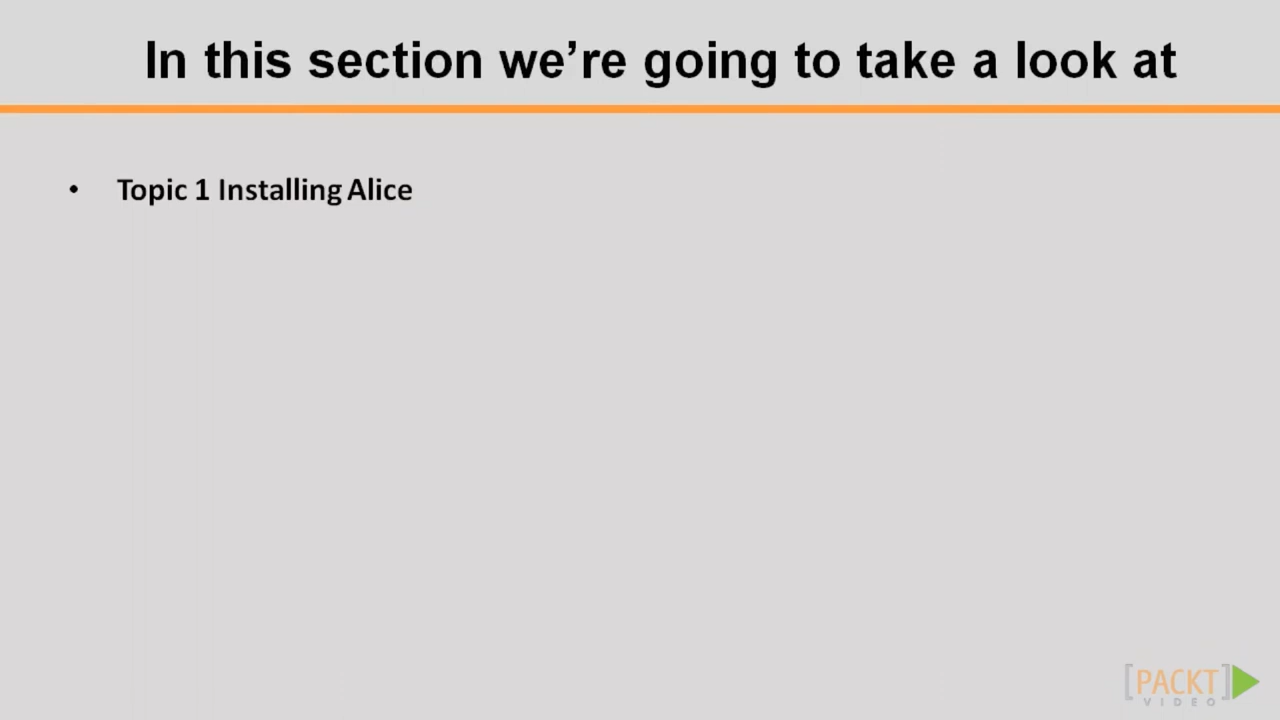 In this section we're going to take a look at
• Topic 1 Installing Alice
[PACKT]
VIDEO